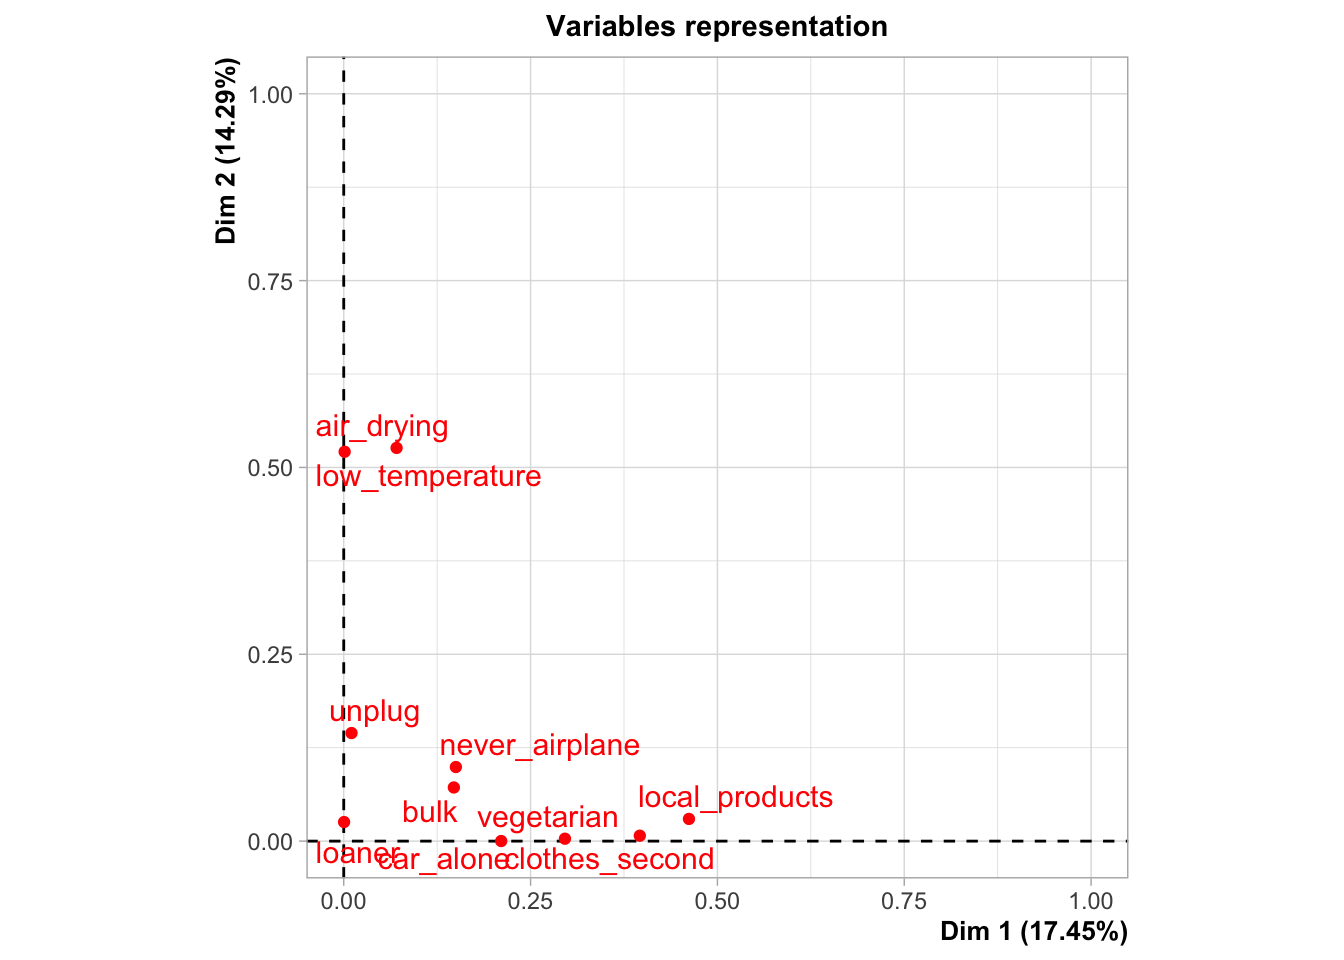 Variables representation
Dim 2 (14.29%)
1.00
0.75
0.50
0.25
0.00
air_drying
low_temperature
unplug
never_airplane
local_products
bulk
vegetarian
loaner
car_alone
clothes_second
0.00
0.25
0.50
0.75
1.00
Dim 1 (17.45%)